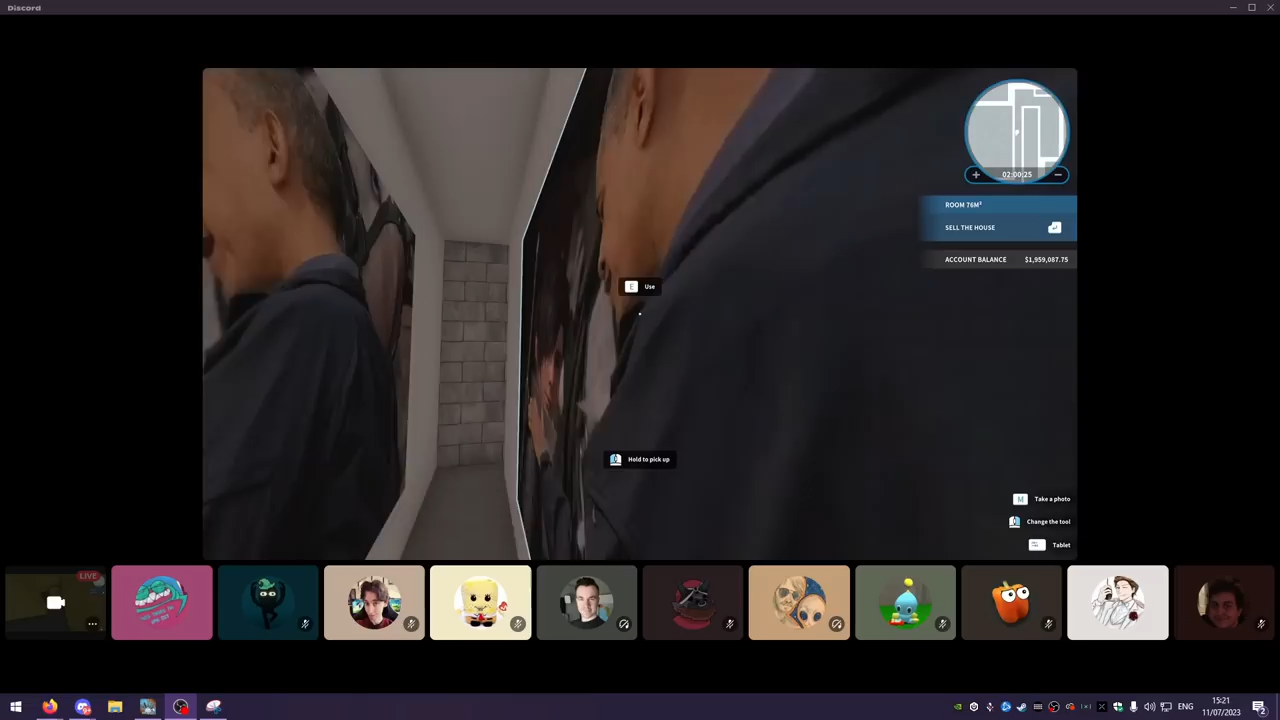 Discord
02:00:25
ROOM 76M²
SELL THE HOUSE
ACCOUNT BALANCE $1,959,087.75
E Use
Hold to pick up
M Take a photo
Change the tool
Tablet
LIVE
ENG
15:21
11/07/2023
2